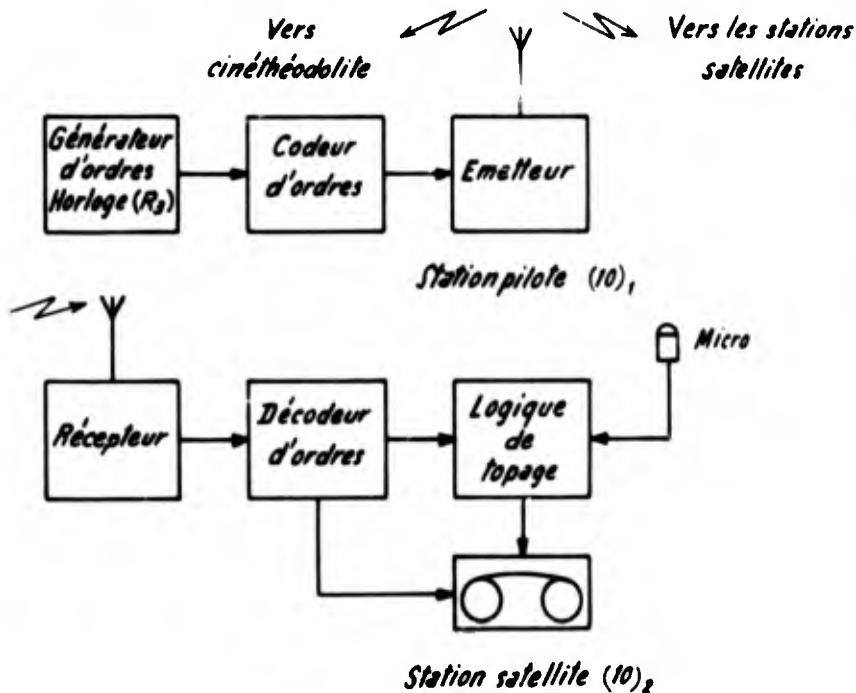 Vers
cinéthéodolite
Vers les stations
satellites
Générateur
d'ordres
Horloge (R3)
Codeur
d'ordres
Emetteur
Station pilote (10)1
Micro
Récepteur
Décodeur
d'ordres
Logique
de
topage
Station satellite (10)2